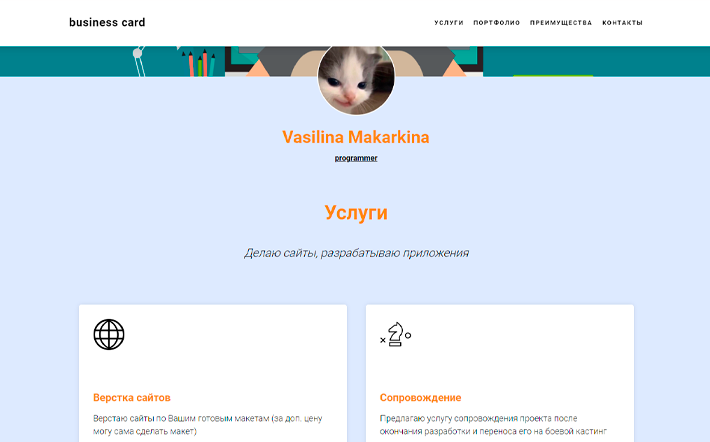 business card
УСЛУГИ ПОРТФОЛИО ПРЕИМУЩЕСТВА КОНТАКТЫ
Vasilina Makarkina
programmer
Услуги
Делаю сайты, разрабатываю приложения
Верстка сайтов
Верстаю сайты по Вашим готовым макетам (за доп. цену
могу сама сделать макет)
Сопровождение
Предлагаю услугу сопровождения проекта после
окончания разработки и переноса его на боевой кастинг